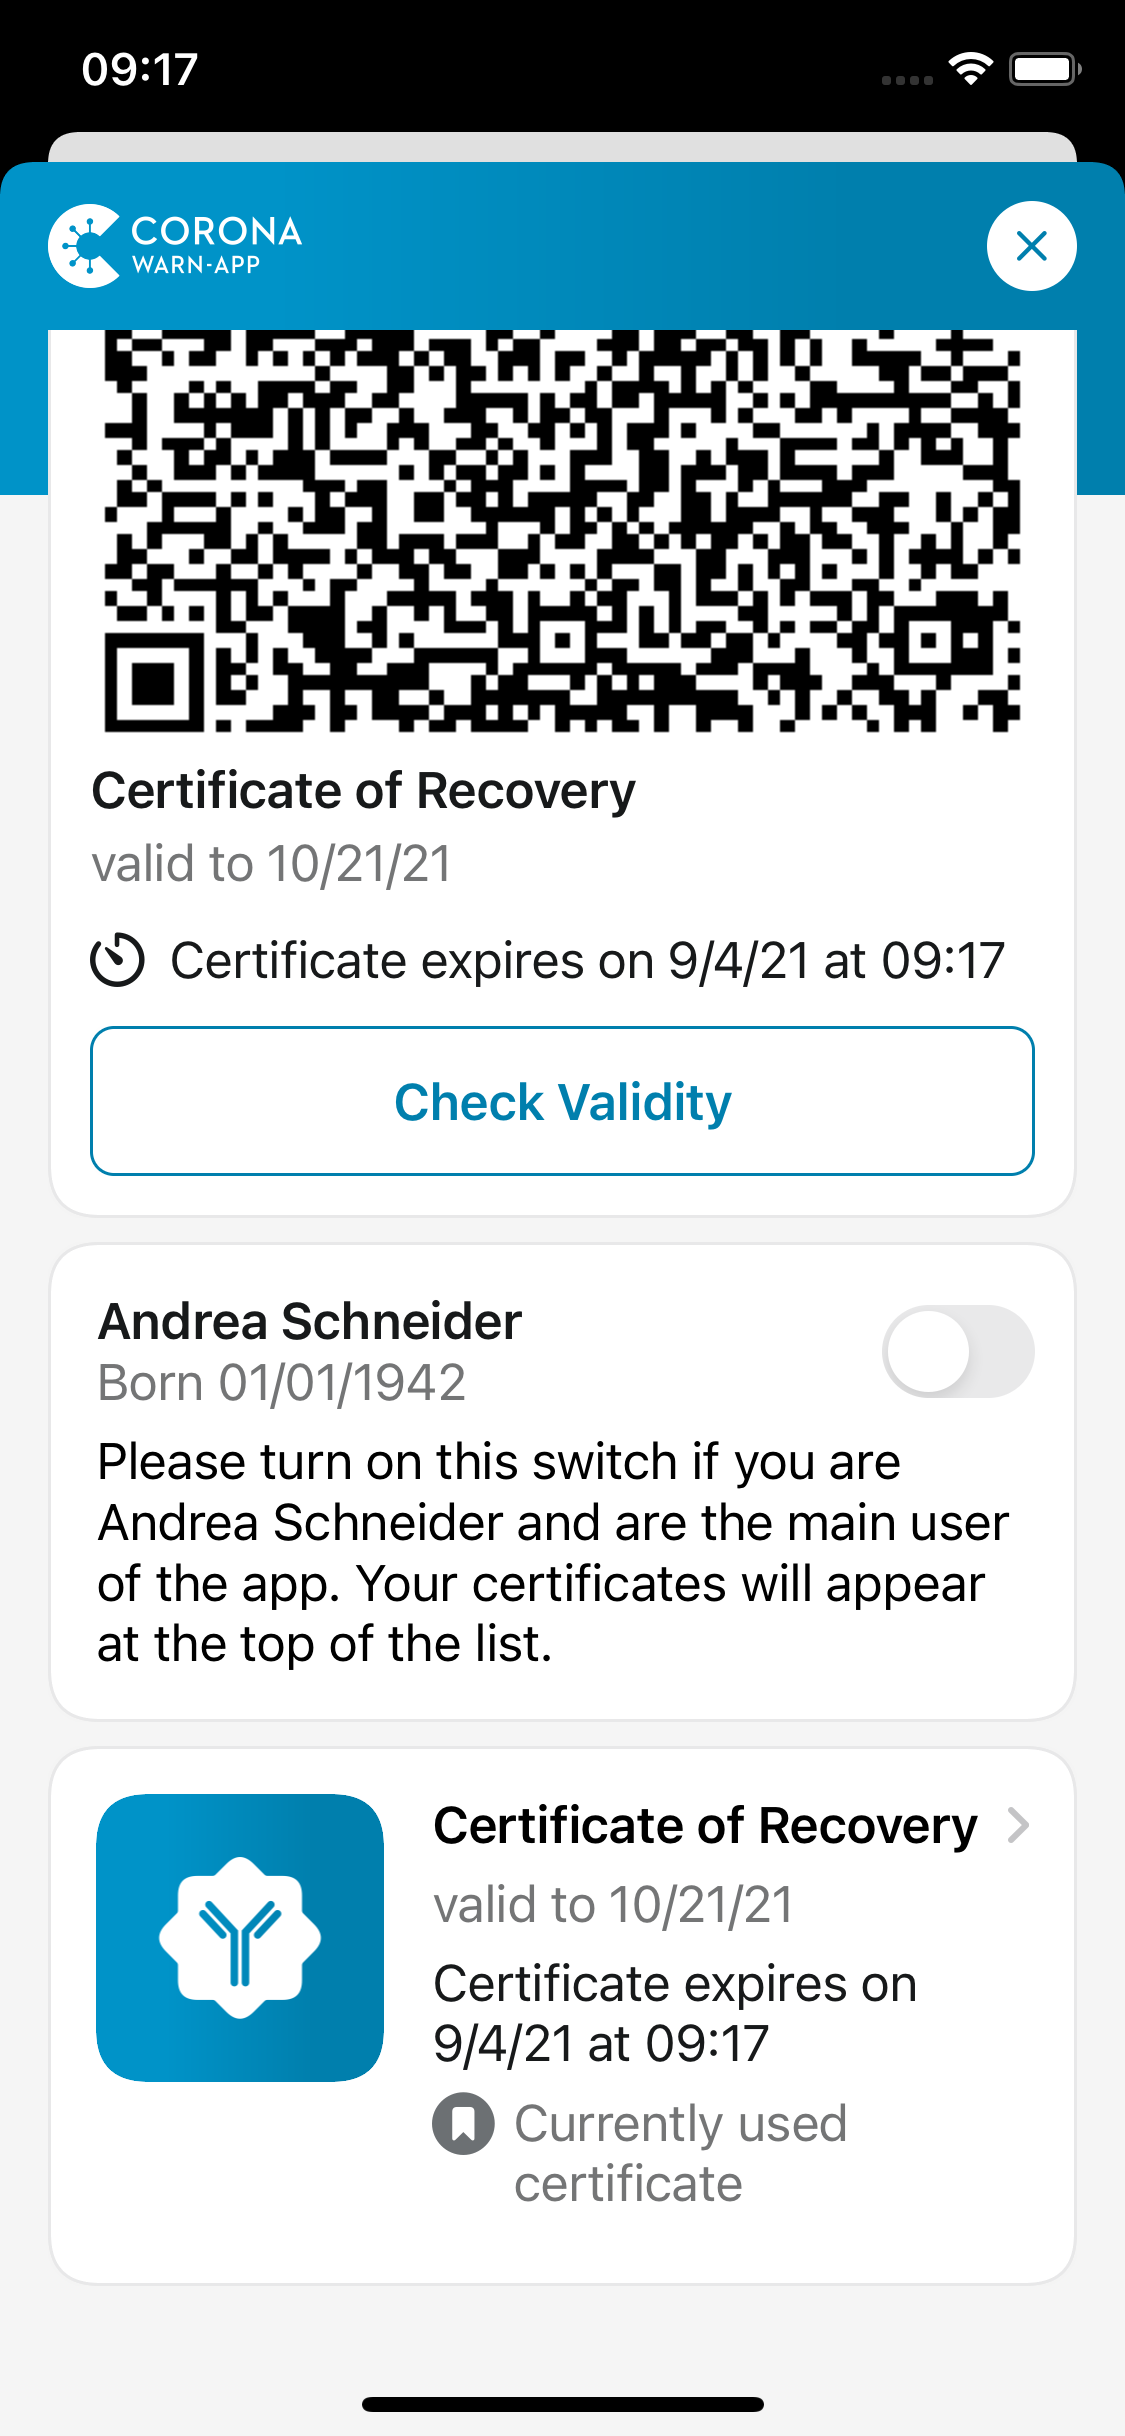 09:17
CORONA
WARN-APP
Certificate of Recovery
valid to 10/21/21
Certificate expires on 9/4/21 at 09:17
Check Validity
Andrea Schneider
Born 01/01/1942
Please turn on this switch if you are
Andrea Schneider and are the main user
of the app. Your certificates will appear
at the top of the list.
Certificate of Recovery
valid to 10/21/21
Certificate expires on
9/4/21 at 09:17
Currently used
certificate